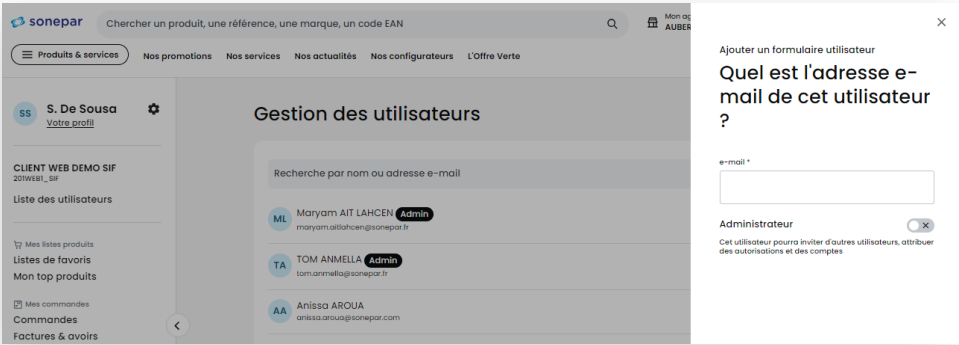 sonepar
Chercher un produit, une référence, une marque, un code EAN
Mon ag
AUBER
Produits & services
Nos promotions
Nos services
Nos actualités
Nos configurateurs
L'Offre Verte
SS
S. De Sousa
Votre profil
CLIENT WEB DEMO SIF
201WEB1_SIF
Liste des utilisateurs
Mes listes produits
Listes de favoris
Mon top produits
Mes commandes
Commandes
Factures & avoirs
Gestion des utilisateurs
Recherche par nom ou adresse e-mail
ML
Maryam AIT LAHCEN Admin
maryam.aitlahcen@sonepar.fr
TA
TOM ANMELLA Admin
tom.anmella@sonepar.fr
AA
Anissa AROUA
anissa.aroua@sonepar.com
Ajouter un formulaire utilisateur
Quel est l'adresse e-
mail de cet utilisateur
?
e-mail *
Administrateur
Cet utilisateur pourra inviter d'autres utilisateurs, attribuer
des autorisations et des comptes